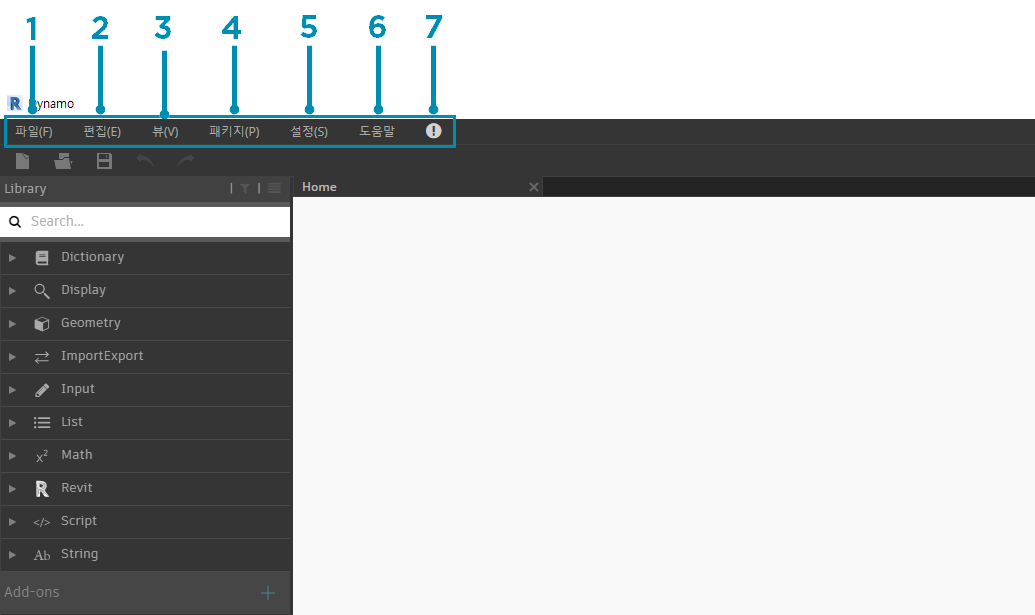 1 2 3 4 5 6 7
Dynamo
파일(F) 편집(E) 뷰(V) 패키지(P) 설정(S) 도움말
Library
Home
Search...
Dictionary
Display
Geometry
ImportExport
Input
List
Math
Revit
Script
Ab String
Add-ons